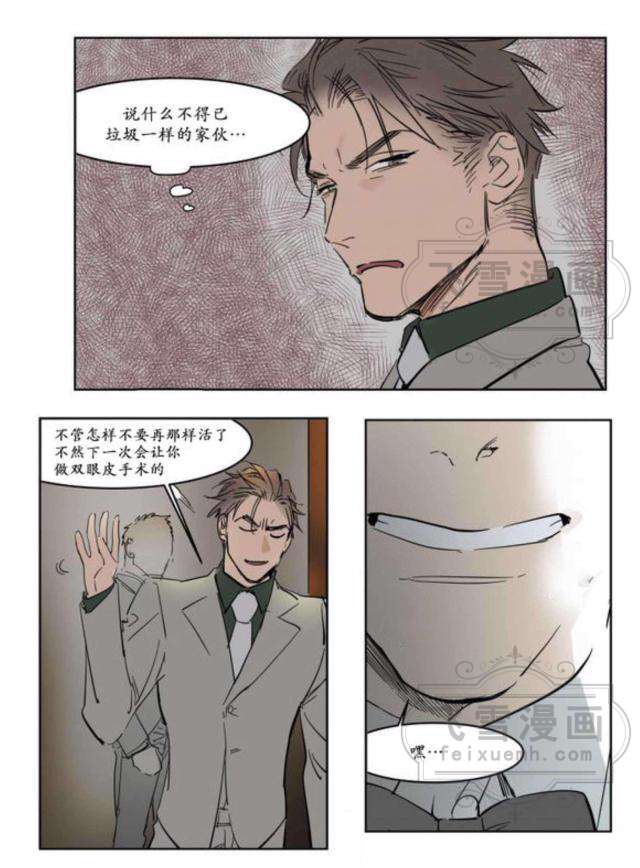 说什么不得已
垃圾一样的家伙…
飞雪漫画
feixuemh.com
不管怎样不要再那样活了
不然下一次会让你
做双眼皮手术的
嘿…
飞雪漫画
feixuemh.com